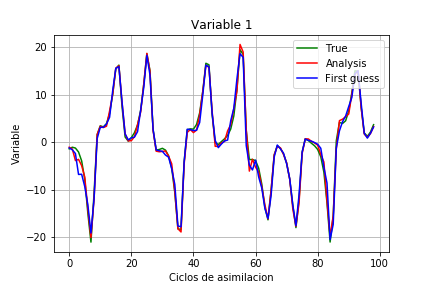 Variable 1
True
Analysis
First guess
Variable
20
10
0
−10
−20
0
20
40
60
80
100
Ciclos de asimilacion